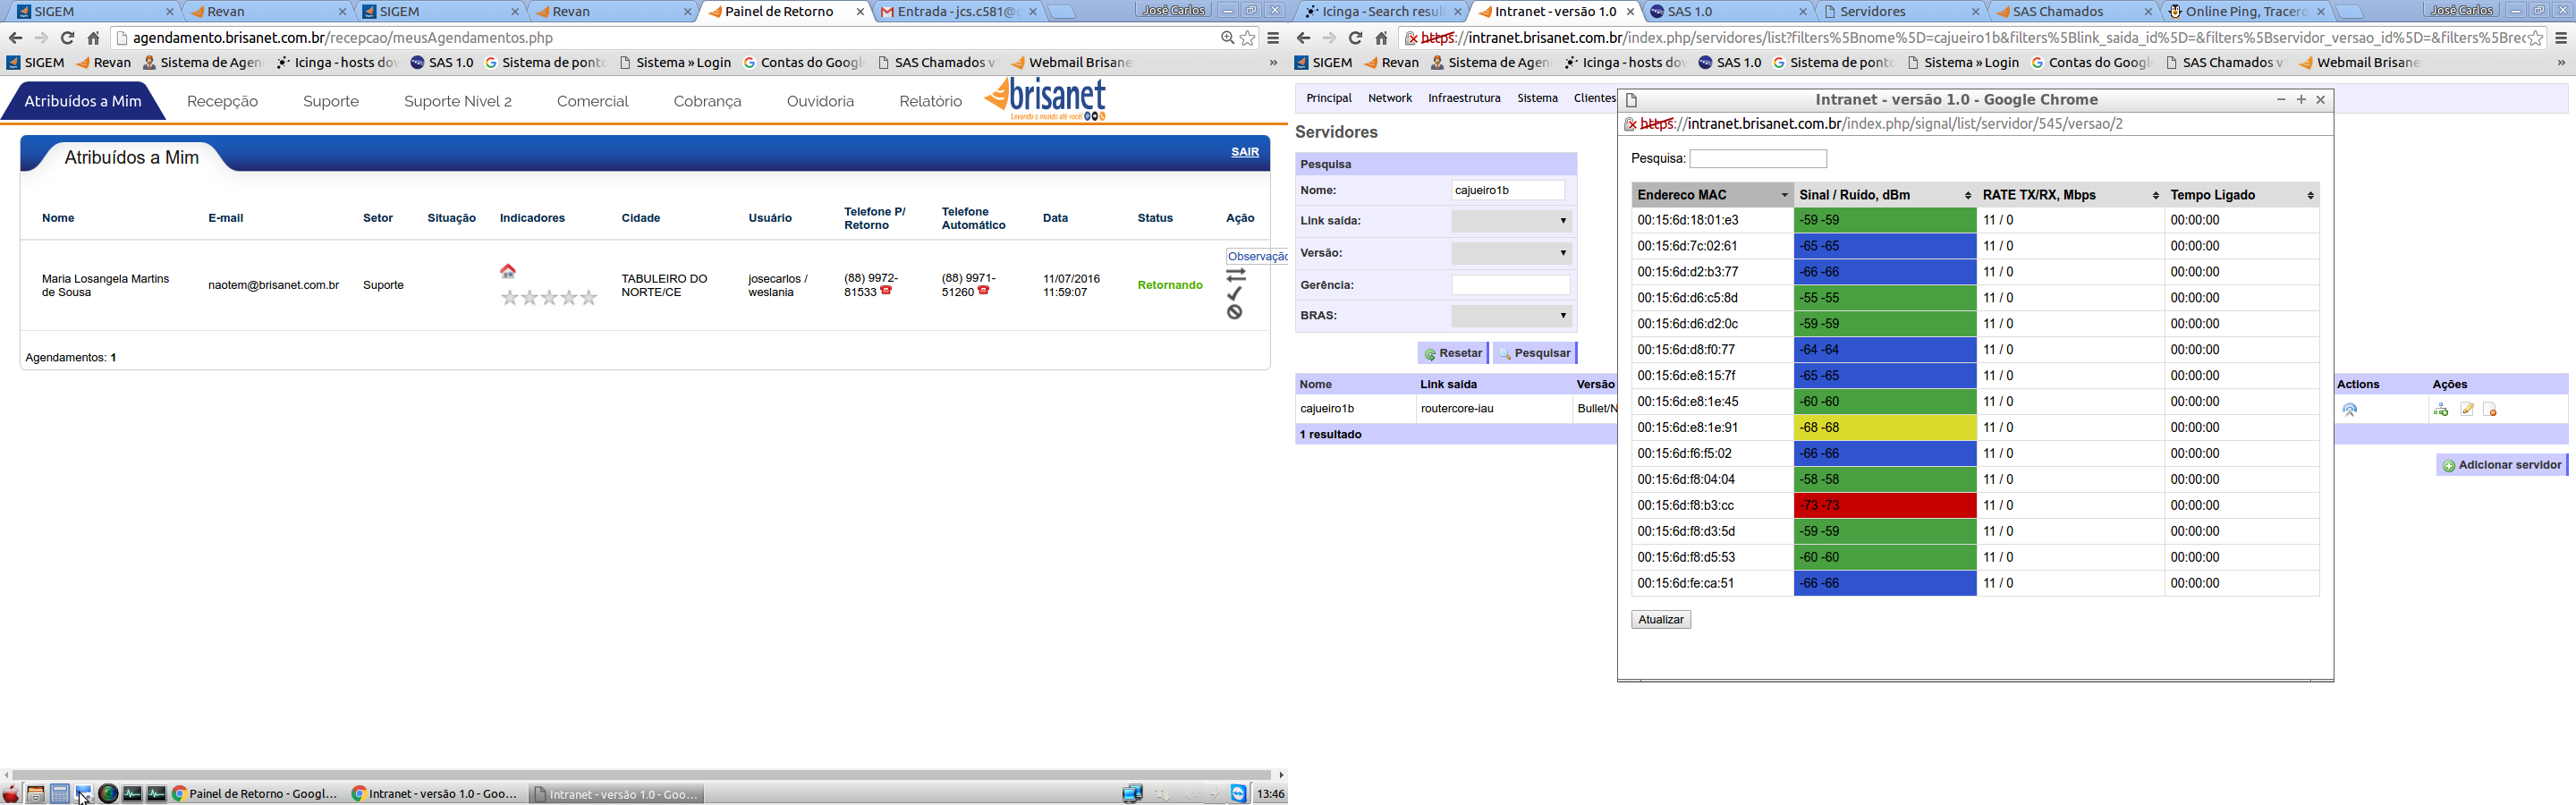 SIGEM
Revan
SIGEM
Revan
Painel de Retorno
Entrada - jcs.c581@g
José Carlos
agendamento.brisanet.com.br/recepcao/meusAgendamentos.php
SIGEM Revan Sistema de Agen Icinga - hosts do SAS 1.0 Sistema de ponto Sistema » Login Contas do Googl SAS Chamados v Webmail Brisane »
Atribuídos a Mim Recepção Suporte Suporte Nivel 2 Comercial Cobrança Ouvidoria Relatório brisanet
Levando o mundo até você!
Atribuídos a Mim
SAIR
Nome E-mail Setor Situação Indicadores Cidade Usuário Telefone P/ Retorno Telefone Automático Data Status Ação
Observação
Maria Losangela Martins de Sousa naotem@brisanet.com.br Suporte TABULEIRO DO NORTE/CE josecarlos / weslania (88) 9972-81533 (88) 9971-51260 11/07/2016 11:59:07 Retornando
Agendamentos: 1
Painel de Retorno - Googl...
Intranet - versão 1.0 - Goo...
Intranet - versão 1.0 - Goo...
13:46
Icinga - Search resul
Intranet - versão 1.0
SAS 1.0
Servidores
SAS Chamados
Online Ping, Tracero
José Carlos
https://intranet.brisanet.com.br/index.php/servidores/list?filters%5Bnome%5D=cajueiro1b&filters%5Blink_saida_id%5D=&filters%5Bservidor_versao_id%5D=&filters%5Brec
SIGEM Revan Sistema de Agen Icinga - hosts do SAS 1.0 Sistema de ponto Sistema » Login Contas do Googl SAS Chamados v Webmail Brisane »
Principal Network Infraestrutura Sistema Clientes
Servidores
Pesquisa
Nome: cajueiro1b
Link saída:
Versão:
Gerência:
BRAS:
Resetar Pesquisar
Nome Link saída Versão Actions Ações
cajueiro1b routercore-iau Bullet/N
1 resultado
Adicionar servidor
Intranet - versão 1.0 - Google Chrome
https://intranet.brisanet.com.br/index.php/signal/list/servidor/545/versao/2
Pesquisa:
Endereco MAC Sinal / Ruído, dBm RATE TX/RX, Mbps Tempo Ligado
00:15:6d:18:01:e3 -59 -59 11 / 0 00:00:00
00:15:6d:7c:02:61 -65 -65 11 / 0 00:00:00
00:15:6d:d2:b3:77 -66 -66 11 / 0 00:00:00
00:15:6d:d6:c5:8d -55 -55 11 / 0 00:00:00
00:15:6d:d6:d2:0c -59 -59 11 / 0 00:00:00
00:15:6d:d8:f0:77 -64 -64 11 / 0 00:00:00
00:15:6d:e8:15:7f -65 -65 11 / 0 00:00:00
00:15:6d:e8:1e:45 -60 -60 11 / 0 00:00:00
00:15:6d:e8:1e:91 -68 -68 11 / 0 00:00:00
00:15:6d:f6:f5:02 -66 -66 11 / 0 00:00:00
00:15:6d:f8:04:04 -58 -58 11 / 0 00:00:00
00:15:6d:f8:b3:cc -73 -73 11 / 0 00:00:00
00:15:6d:f8:d3:5d -59 -59 11 / 0 00:00:00
00:15:6d:f8:d5:53 -60 -60 11 / 0 00:00:00
00:15:6d:fe:ca:51 -66 -66 11 / 0 00:00:00
Atualizar